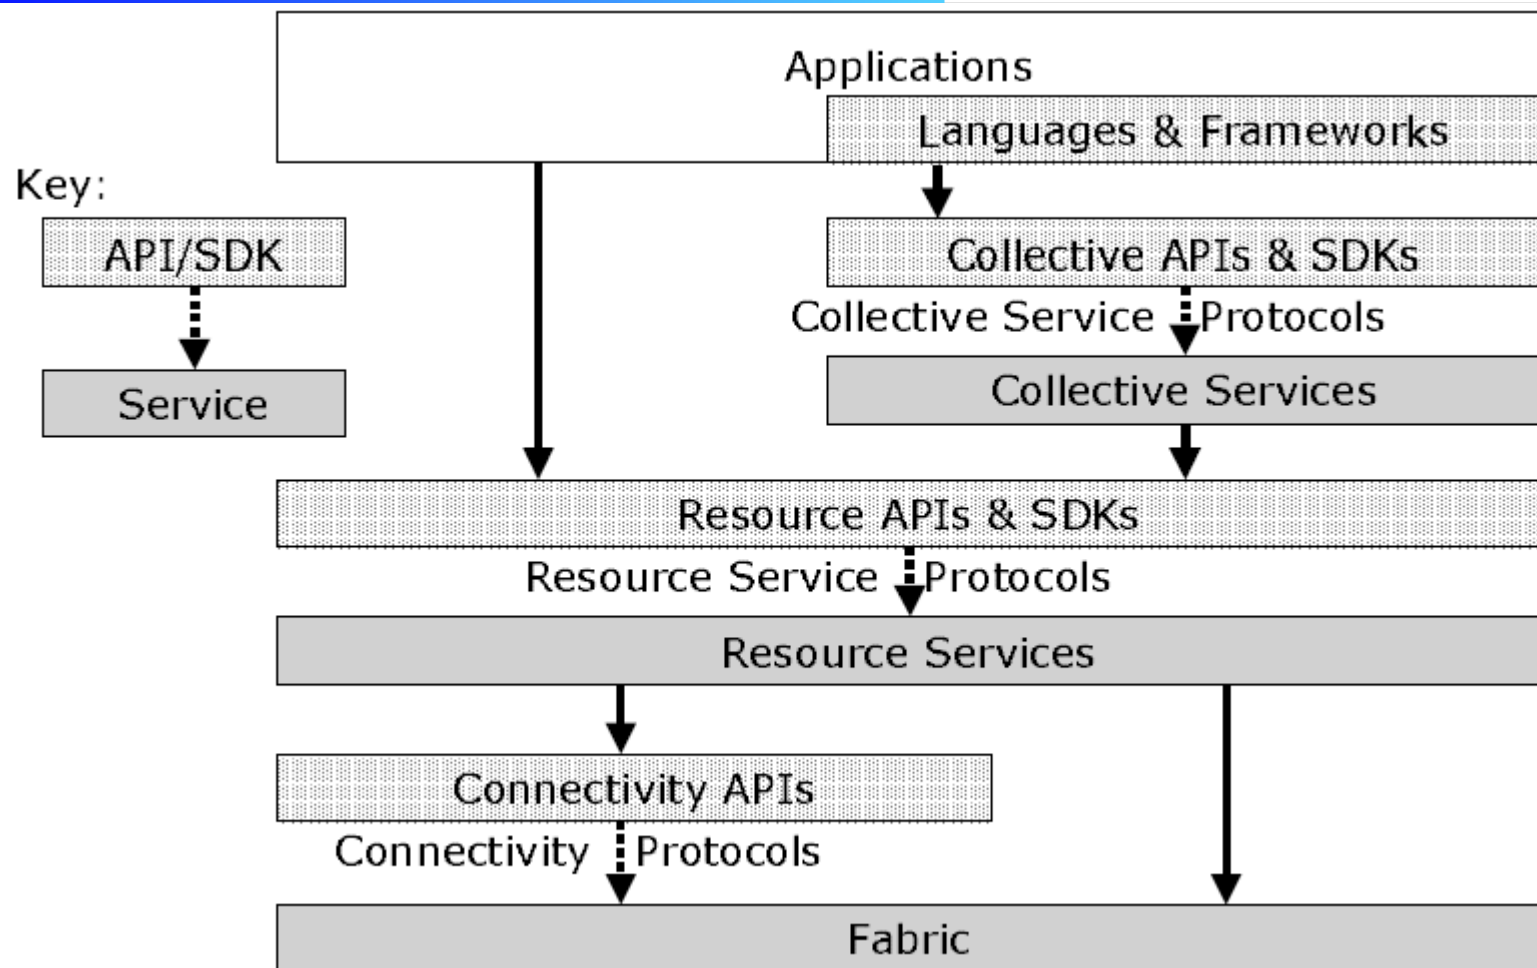 Applications
Languages & Frameworks
Key:
API/SDK
Collective APIs & SDKs
Collective Service Protocols
Service
Collective Services
Resource APIs & SDKs
Resource Service Protocols
Resource Services
Connectivity APIs
Connectivity Protocols
Fabric